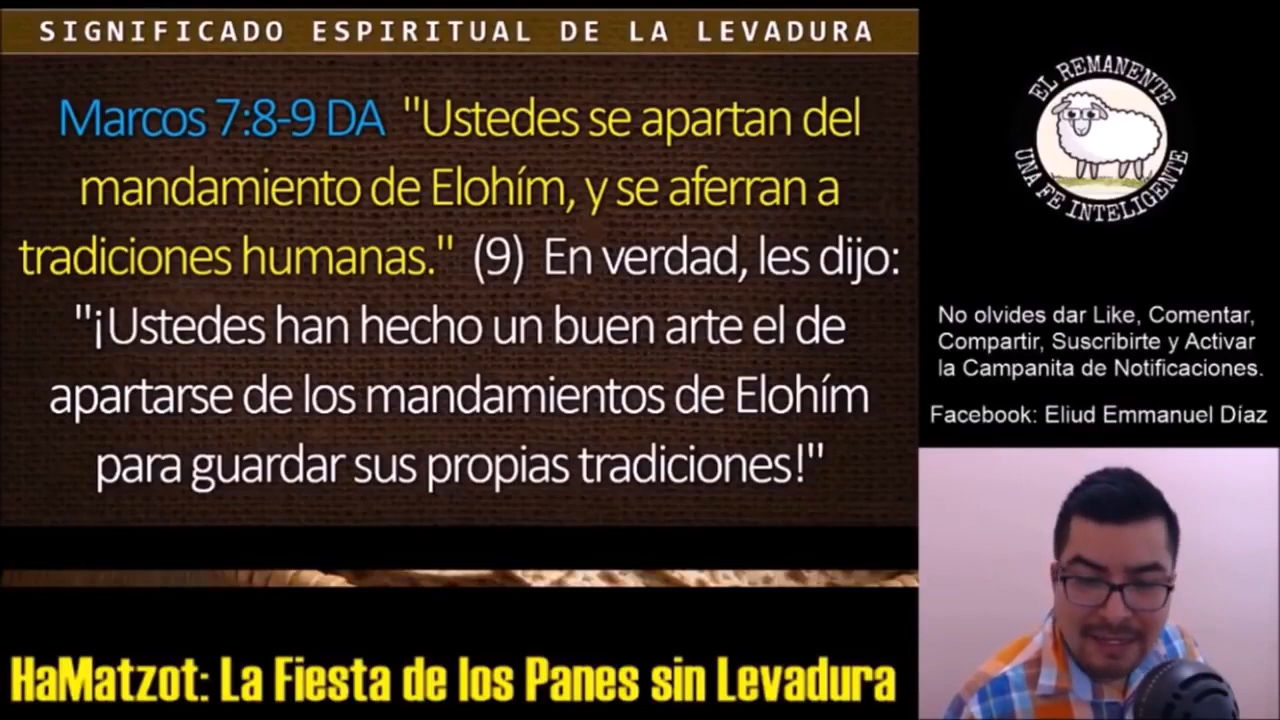 SIGNIFICADO ESPIRITUAL DE LA LEVADURA
Marcos 7:8-9 DA "Ustedes se apartan del
mandamiento de Elohím, y se aferran a
tradiciones humanas." (9) En verdad, les dijo:
"¡Ustedes han hecho un buen arte el de
apartarse de los mandamientos de Elohím
para guardar sus propias tradiciones!"
HaMatzot: La Fiesta de los Panes sin Levadura
EL REMANENTE
UNA FE INTELIGENTE
No olvides dar Like, Comentar,
Compartir, Suscribirte y Activar
la Campanita de Notificaciones.
Facebook: Eliud Emmanuel Díaz